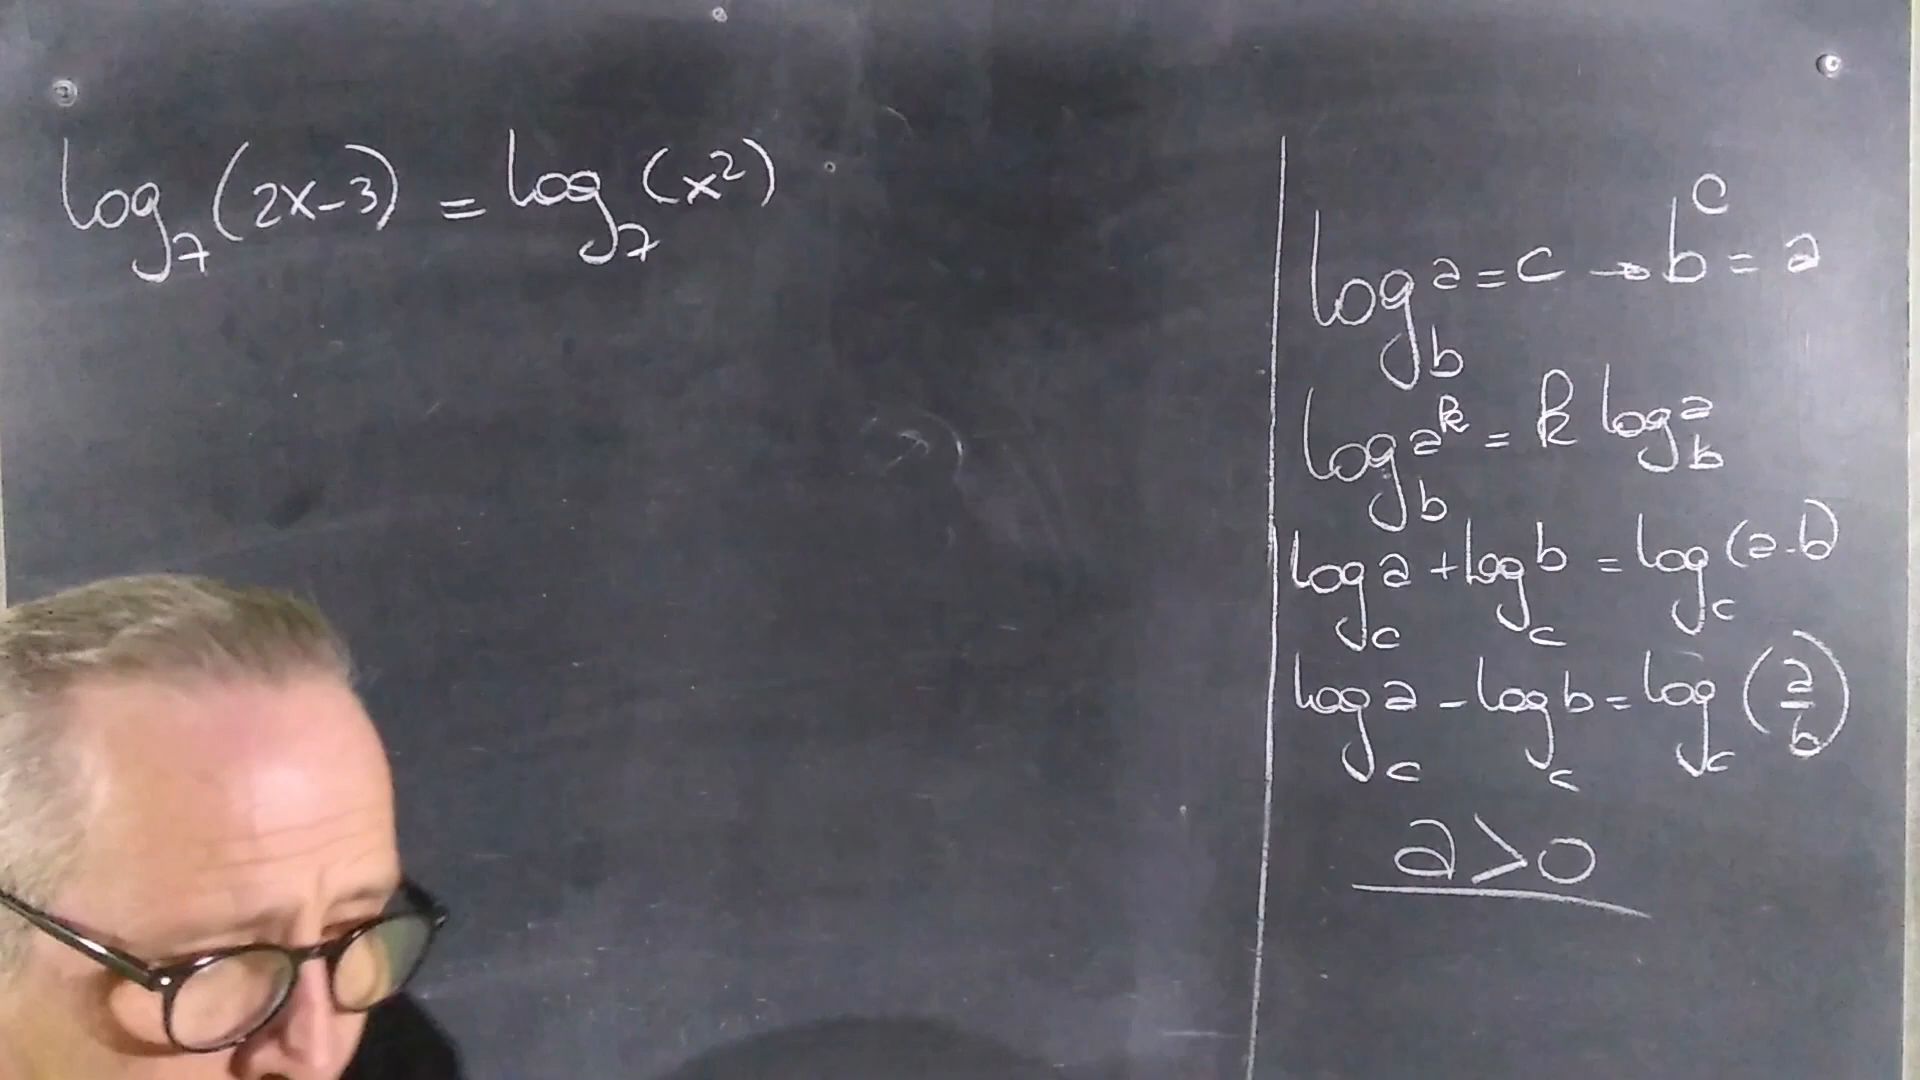 log₇(2x-3) = log₇(x²)
log_b a = c → b^c = a
log_b a^k = k log_b a
log_c a + log_c b = log_c (a·b)
log_c a - log_c b = log_c (a/b)
a > 0